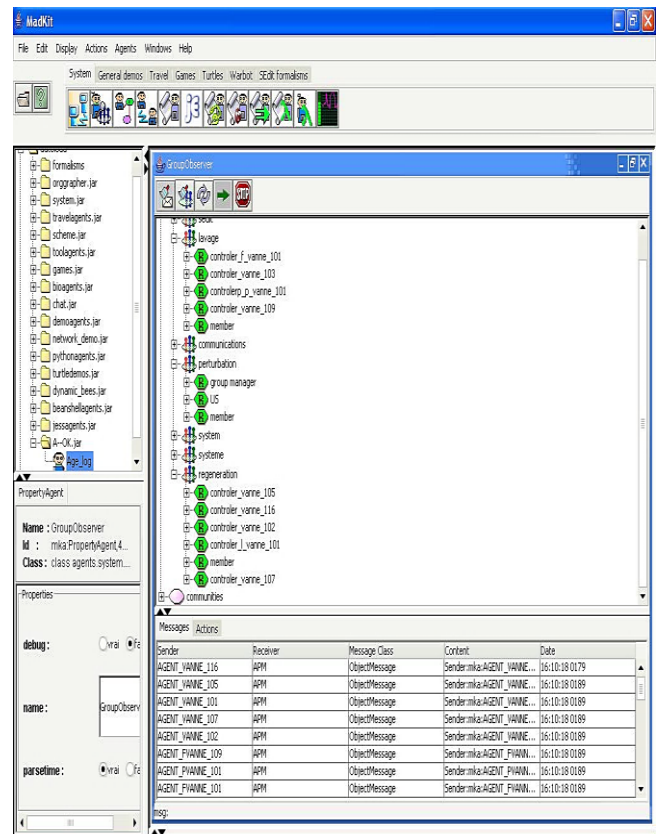 MadKit
File Edit Display Actions Agents Windows Help
System General demos Travel Games Turtles Warbot SEdit formalisms
formalisms
orggrapher.jar
system.jar
travelagents.jar
scheme.jar
toolagents.jar
games.jar
bioagents.jar
chat.jar
demoagents.jar
network_demo.jar
pythonagents.jar
turtledemos.jar
dynamic_bees.jar
beanshellagents.jar
jessagents.jar
A--OK.jar
Age_log
PropertyAgent
Name : GroupObserver
Id : mka:PropertyAgent,4...
Class : class agents.system....
Properties
debug : vrai fa
name : GroupObserv
parsetime : vrai fa
GroupObserver
STOP
sedit
lavage
controler_f_vanne_101
controler_vanne_103
controlerp_p_vanne_101
controler_vanne_109
member
communications
perturbation
group manager
US
member
system
systeme
regeneration
controler_vanne_105
controler_vanne_116
controler_vanne_102
controler_l_vanne_101
member
controler_vanne_107
communities
Messages Actions
Sender Receiver Message Class Content Date
AGENT_VANNE_116 APM ObjectMessage Sender:mka:AGENT_VANNE... 16:10:18 0179
AGENT_VANNE_105 APM ObjectMessage Sender:mka:AGENT_VANNE... 16:10:18 0189
AGENT_VANNE_101 APM ObjectMessage Sender:mka:AGENT_VANNE... 16:10:18 0189
AGENT_VANNE_107 APM ObjectMessage Sender:mka:AGENT_VANNE... 16:10:18 0189
AGENT_VANNE_102 APM ObjectMessage Sender:mka:AGENT_VANNE... 16:10:18 0189
AGENT_FVANNE_109 APM ObjectMessage Sender:mka:AGENT_FVANN... 16:10:18 0189
AGENT_PVANNE_101 APM ObjectMessage Sender:mka:AGENT_PVANN... 16:10:18 0189
AGENT_FVANNE_101 APM ObjectMessage Sender:mka:AGENT_FVANN... 16:10:18 0189
msg: